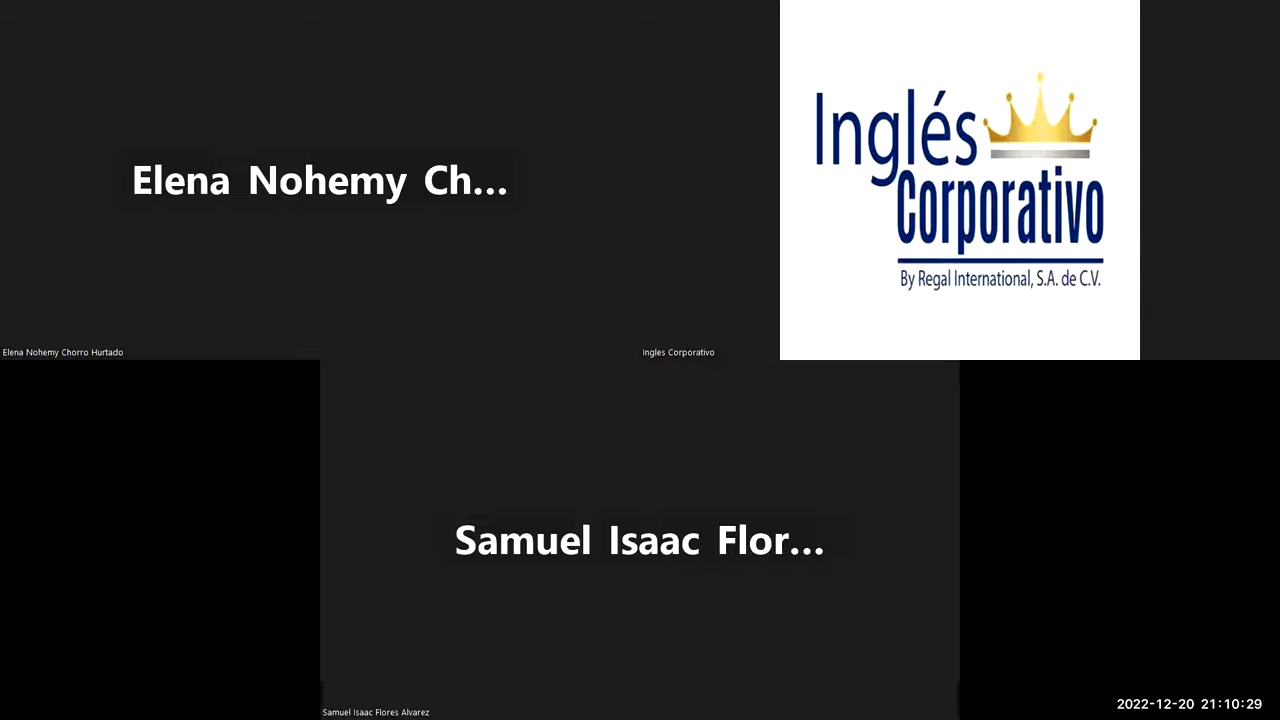 Elena Nohemy Ch...
Inglés
Corporativo
By Regal International, S.A. de C.V.
Elena Nohemy Chorro Hurtado
Ingles Corporativo
Samuel Isaac Flor...
Samuel Isaac Flores Alvarez
2022-12-20 21:10:29